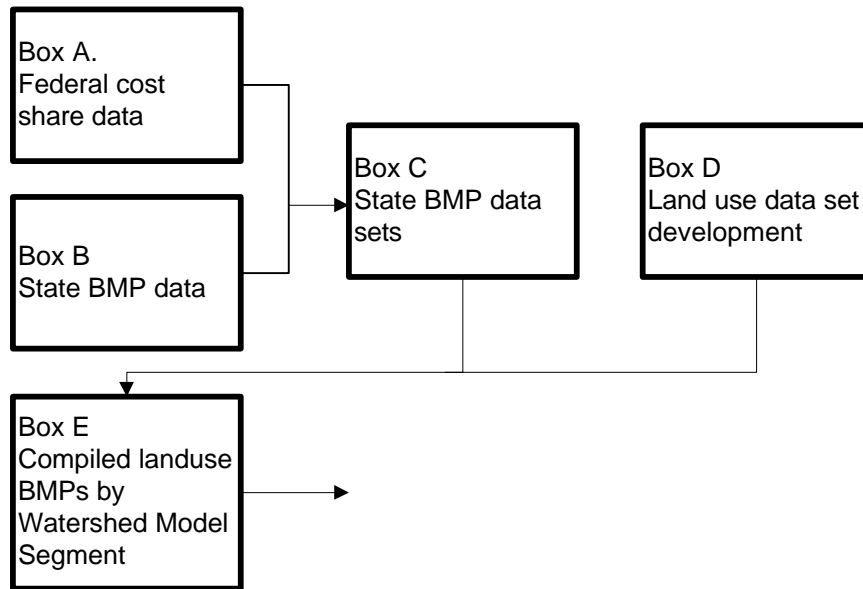 Box A.
Federal cost
share data
Box B
State BMP data
Box C
State BMP data
sets
Box D
Land use data set
development
Box E
Compiled landuse
BMPs by
Watershed Model
Segment